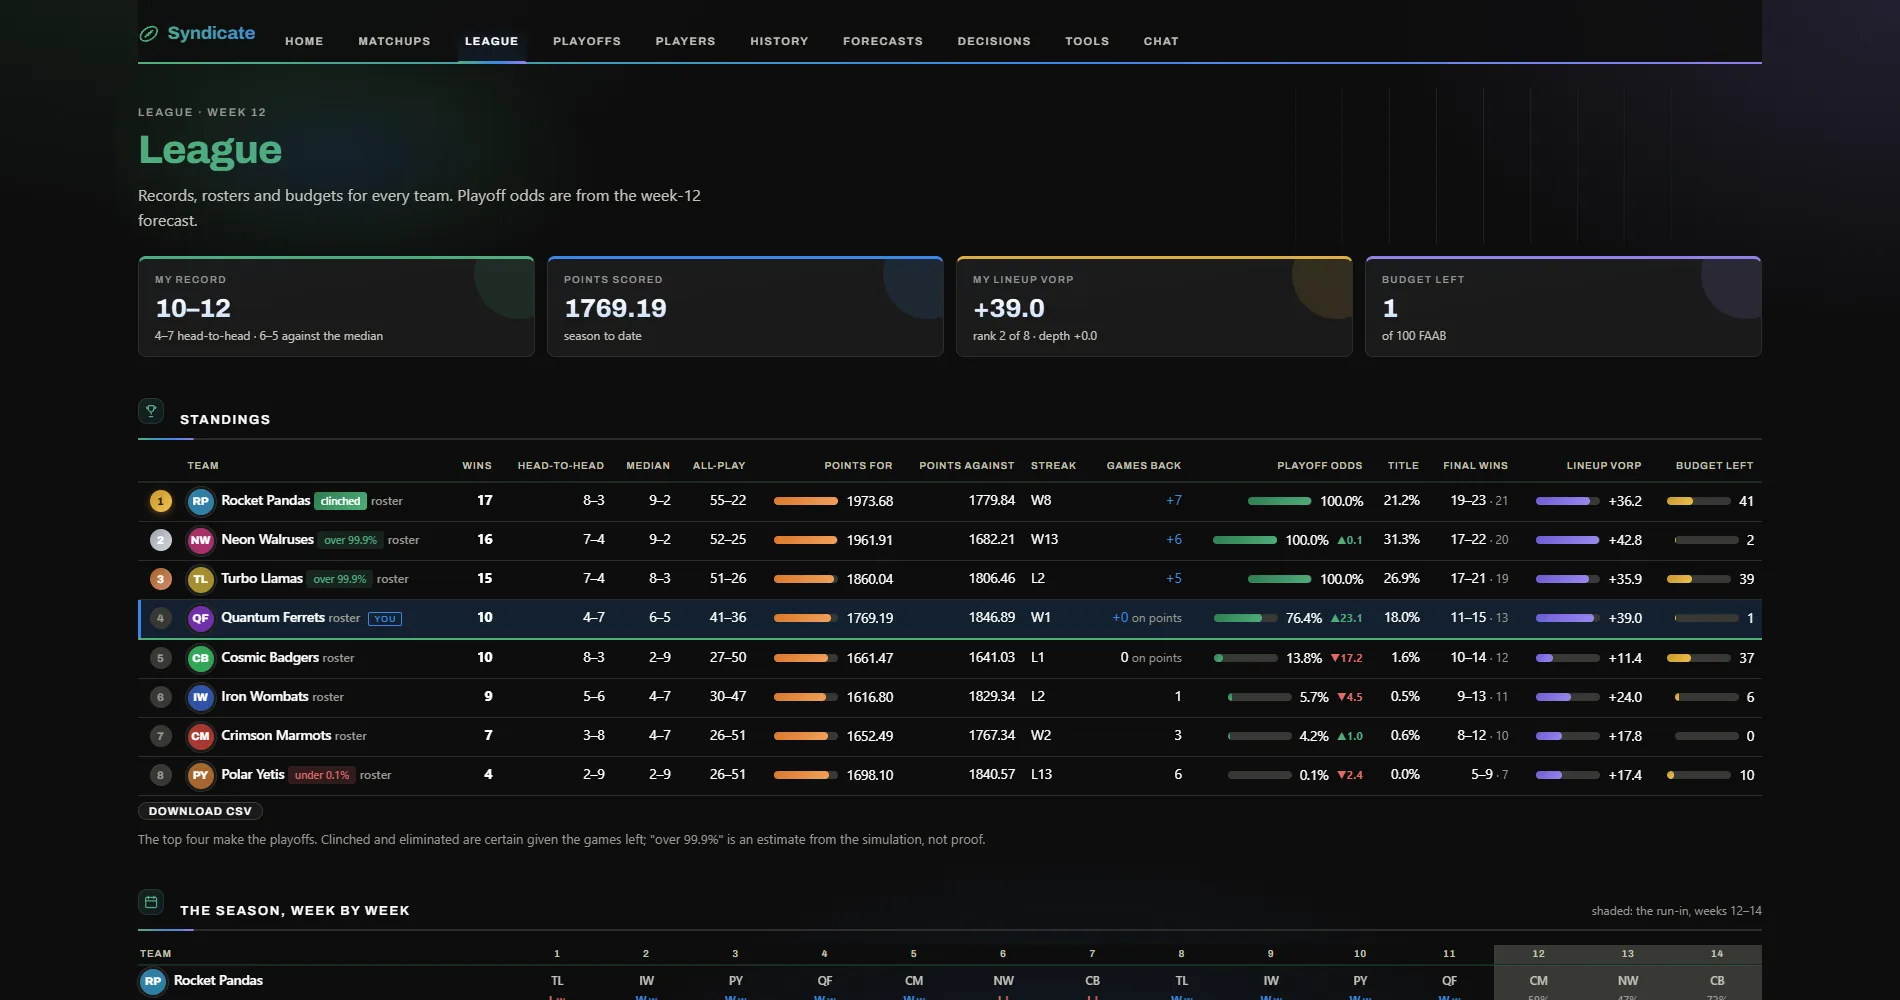 Syndicate HOME MATCHUPS LEAGUE PLAYOFFS PLAYERS HISTORY FORECASTS DECISIONS TOOLS CHAT
LEAGUE · WEEK 12
League
Records, rosters and budgets for every team. Playoff odds are from the week-12
forecast.
MY RECORD
10–12
4–7 head-to-head · 6–5 against the median
POINTS SCORED
1769.19
season to date
MY LINEUP VORP
+39.0
rank 2 of 8 · depth +0.0
BUDGET LEFT
1
of 100 FAAB
STANDINGS
TEAM WINS HEAD-TO-HEAD MEDIAN ALL-PLAY POINTS FOR POINTS AGAINST STREAK GAMES BACK PLAYOFF ODDS TITLE FINAL WINS LINEUP VORP BUDGET LEFT
1 RP Rocket Pandas clinched roster 17 8–3 9–2 55–22 1973.68 1779.84 W8 +7 100.0% 21.2% 19–23 · 21 +36.2 41
2 NW Neon Walruses over 99.9% roster 16 7–4 9–2 52–25 1961.91 1682.21 W13 +6 100.0% ▲0.1 31.3% 17–22 · 20 +42.8 2
3 TL Turbo Llamas over 99.9% roster 15 7–4 8–3 51–26 1860.04 1806.46 L2 +5 100.0% 26.9% 17–21 · 19 +35.9 39
4 QF Quantum Ferrets roster YOU 10 4–7 6–5 41–36 1769.19 1846.89 W1 +0 on points 76.4% ▲23.1 18.0% 11–15 · 13 +39.0 1
5 CB Cosmic Badgers roster 10 8–3 2–9 27–50 1661.47 1641.03 L1 0 on points 13.8% ▼17.2 1.6% 10–14 · 12 +11.4 37
6 IW Iron Wombats roster 9 5–6 4–7 30–47 1616.80 1829.34 L2 1 5.7% ▼4.5 0.5% 9–13 · 11 +24.0 6
7 CM Crimson Marmots roster 7 3–8 4–7 26–51 1652.49 1767.34 W2 3 4.2% ▲1.0 0.6% 8–12 · 10 +17.8 0
8 PY Polar Yetis under 0.1% roster 4 2–9 2–9 26–51 1698.10 1840.57 L13 6 0.1% ▼2.4 0.0% 5–9 · 7 +17.4 10
DOWNLOAD CSV
The top four make the playoffs. Clinched and eliminated are certain given the games left; "over 99.9%" is an estimate from the simulation, not proof.
THE SEASON, WEEK BY WEEK shaded: the run-in, weeks 12–14
TEAM 1 2 3 4 5 6 7 8 9 10 11 12 13 14
RP Rocket Pandas TL IW PY QF CM NW CB TL IW PY QF CM NW CB